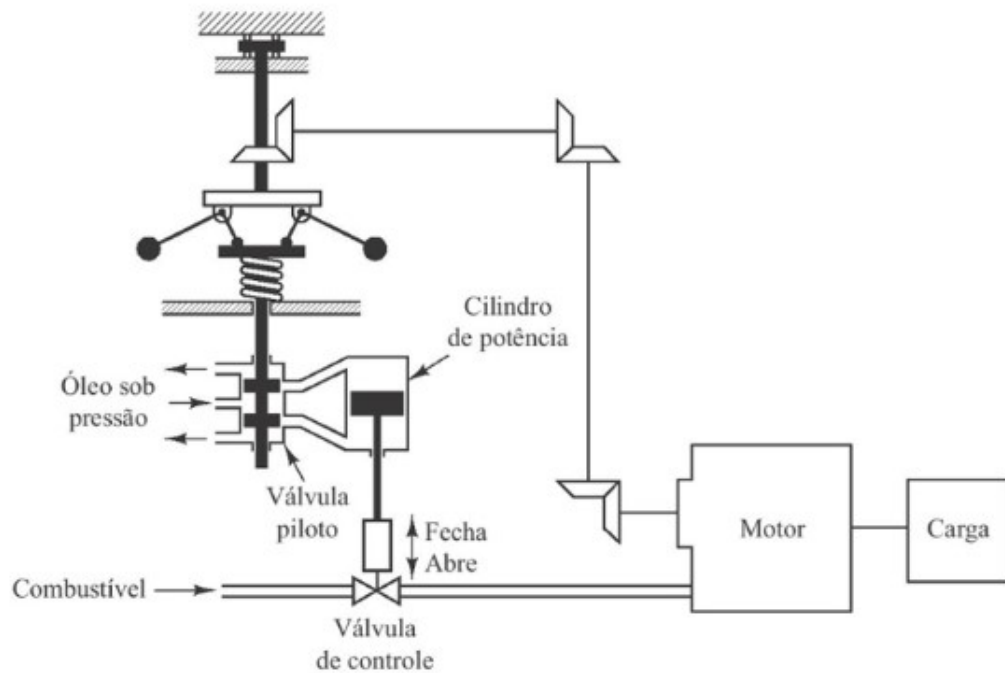 Cilindro
de potência
Óleo sob
pressão
Válvula
piloto
Fecha
Abre
Motor
Carga
Combustível
Válvula
de controle